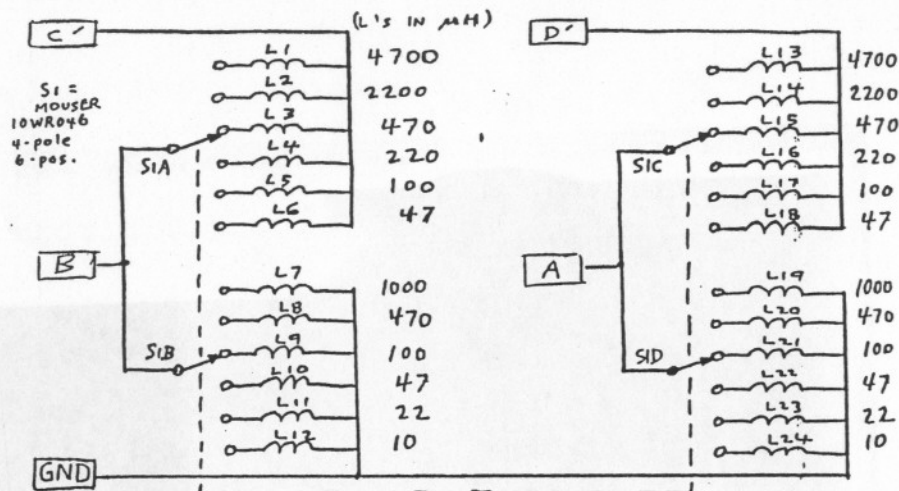 (L's IN µH)
C'
D'
S1 =
MOUSER
10WR046
4-pole
6-pos.
L1 4700
L2 2200
L3 470
L4 220
L5 100
L6 47
S1A
L13 4700
L14 2200
L15 470
L16 220
L17 100
L18 47
S1C
B
A
L7 1000
L8 470
L9 100
L10 47
L11 22
L12 10
S1B
L19 1000
L20 470
L21 100
L22 47
L23 22
L24 10
S1D
GND